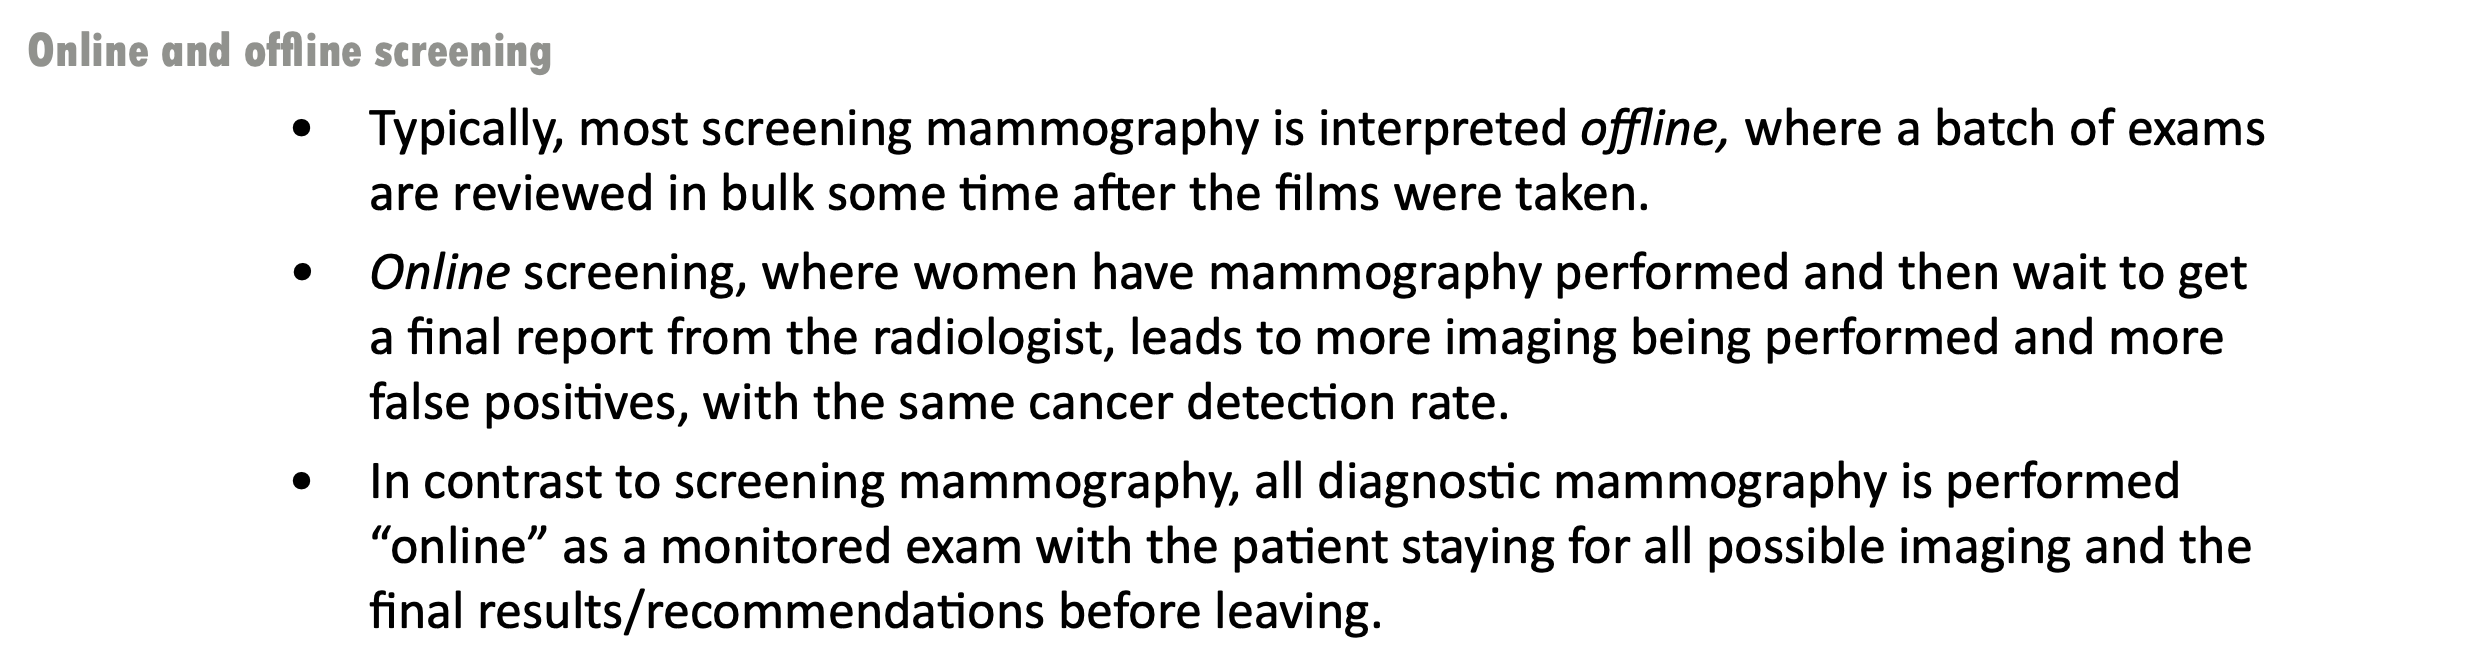 Online and offline screening
• Typically, most screening mammography is interpreted offline, where a batch of exams
are reviewed in bulk some time after the films were taken.
• Online screening, where women have mammography performed and then wait to get
a final report from the radiologist, leads to more imaging being performed and more
false positives, with the same cancer detection rate.
• In contrast to screening mammography, all diagnostic mammography is performed
“online” as a monitored exam with the patient staying for all possible imaging and the
final results/recommendations before leaving.